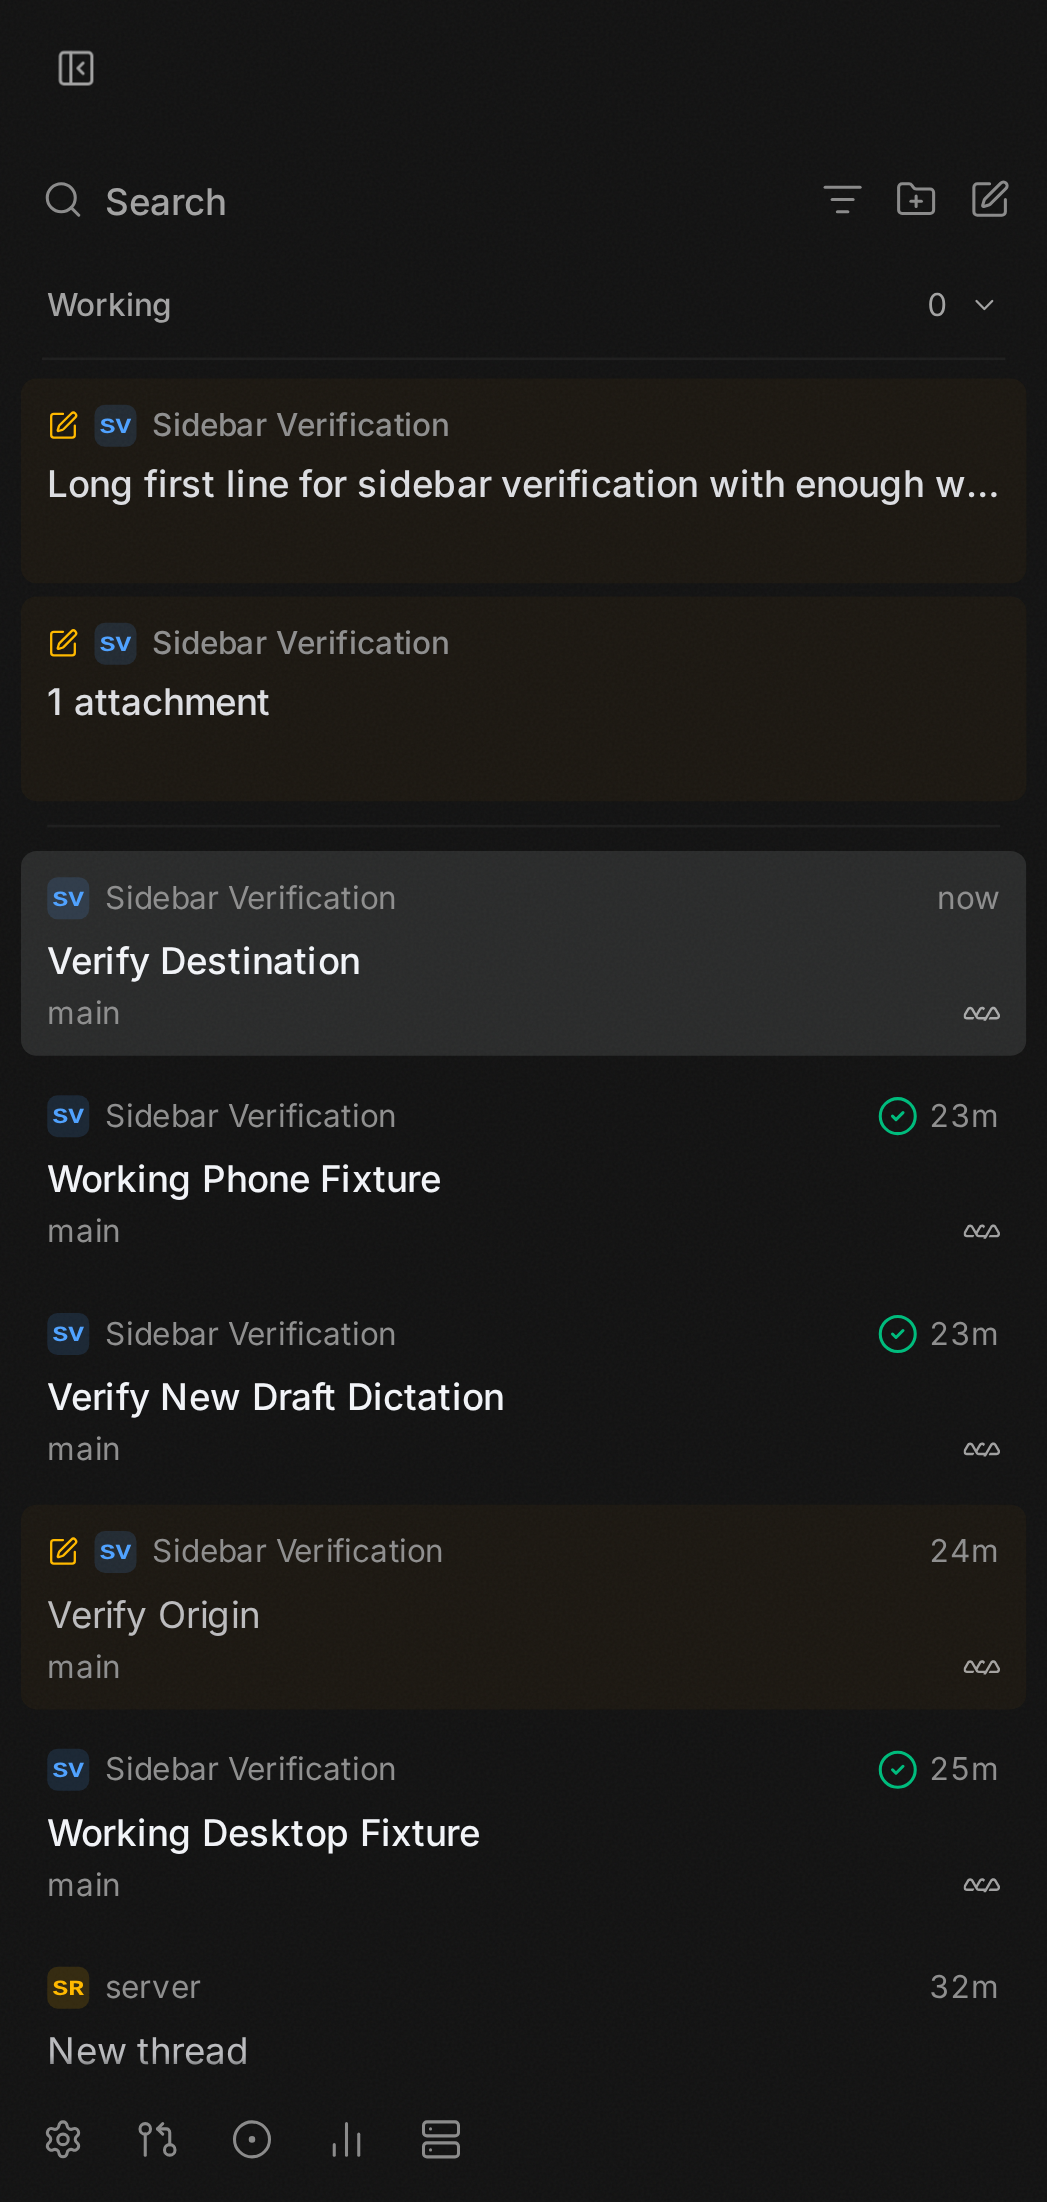 Search
Working 0
SV Sidebar Verification
Long first line for sidebar verification with enough w...
SV Sidebar Verification
1 attachment
SV Sidebar Verification now
Verify Destination
main
SV Sidebar Verification 23m
Working Phone Fixture
main
SV Sidebar Verification 23m
Verify New Draft Dictation
main
SV Sidebar Verification 24m
Verify Origin
main
SV Sidebar Verification 25m
Working Desktop Fixture
main
SR server 32m
New thread